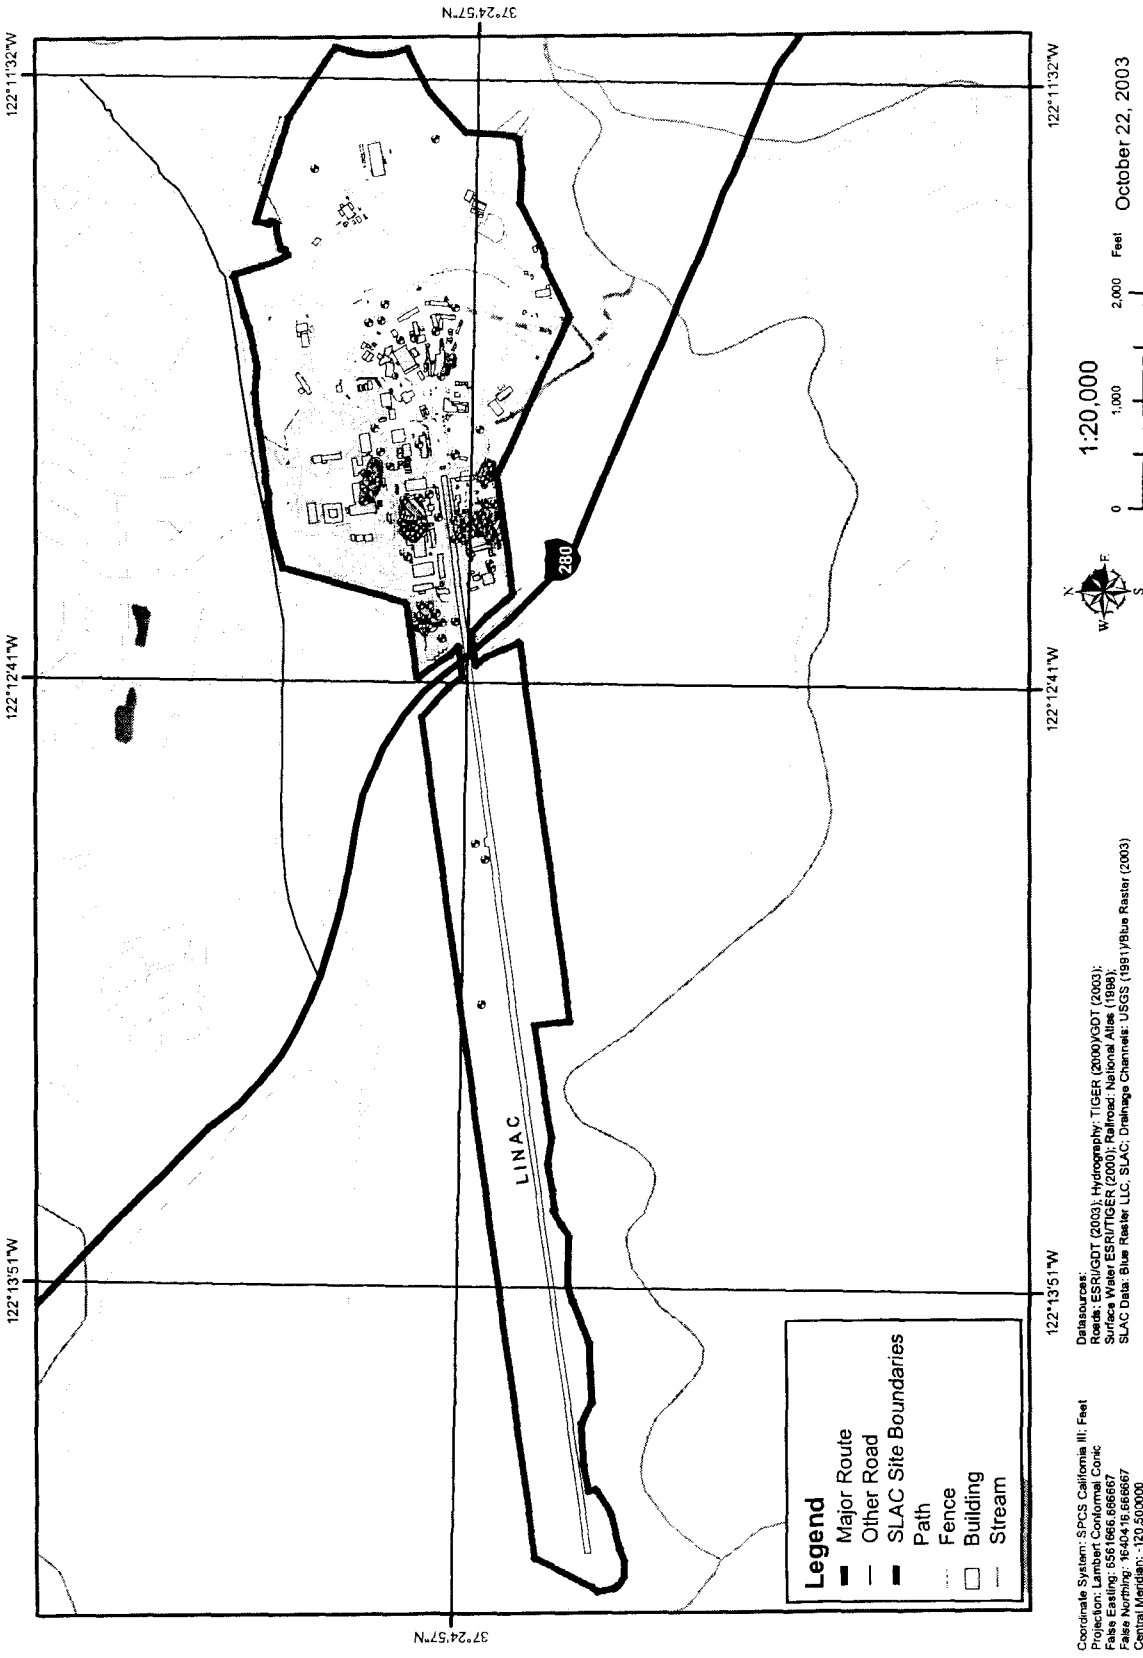 122°13'51"W
122°12'41"W
122°11'32"W
37°24'57"N
37°24'57"N
280
LINAC
Legend
Major Route
Other Road
SLAC Site Boundaries
Path
Fence
Building
Stream
122°13'51"W
122°12'41"W
122°11'32"W
Coordinate System: SPCS California III; Feet
Projection: Lambert Conformal Conic
False Easting: 6561666.666667
False Northing: 1640416.666667
Central Meridian: -120.500000
Datasources:
Roads: ESRI/GDT (2003); Hydrography: TIGER (2000)/GDT (2003);
Surface Water ESRI/TIGER (2000); Railroad: National Atlas (1998);
SLAC Data: Blue Raster LLC, SLAC; Drainage Channels: USGS (1991)/Blue Raster (2003)
N
W E
S
1:20,000
0 1,000 2,000 Feet
October 22, 2003